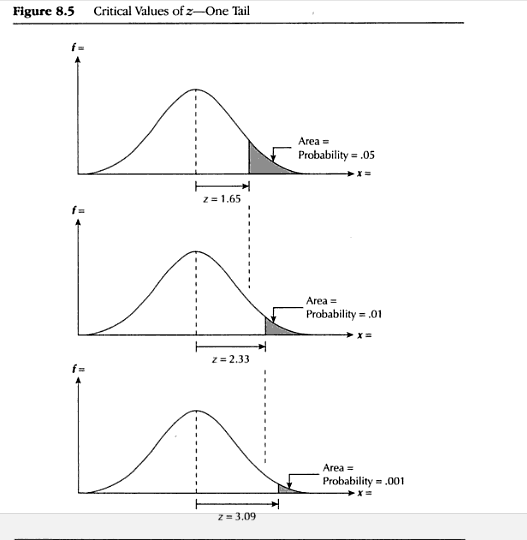 Figure 8.5 Critical Values of z—One Tail
f =
Area =
Probability = .05
x =
z = 1.65
f =
Area =
Probability = .01
x =
z = 2.33
f =
Area =
Probability = .001
x =
z = 3.09